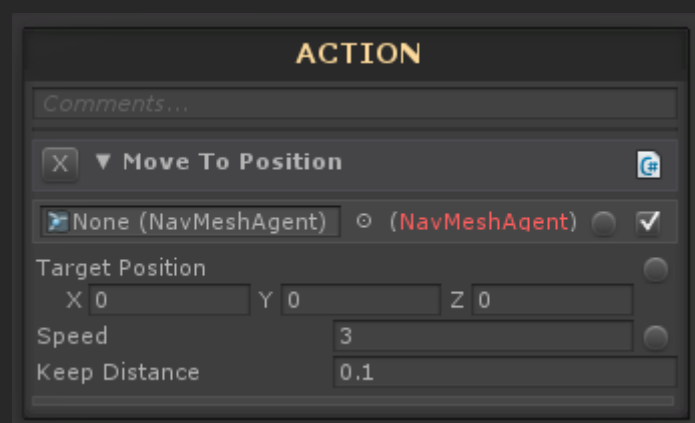 ACTION
Comments...
X ▼ Move To Position C#
None (NavMeshAgent) (NavMeshAgent)
Target Position
X 0 Y 0 Z 0
Speed 3
Keep Distance 0.1